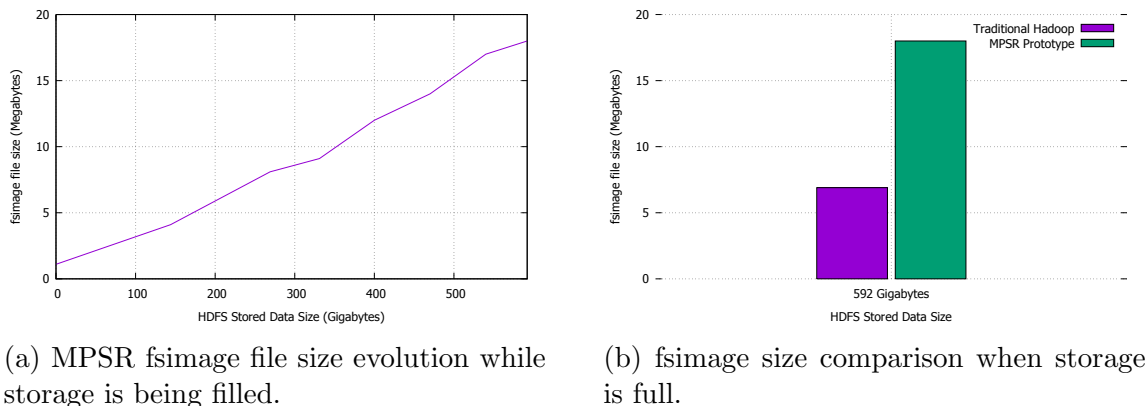 20
15
10
5
0
fsimage file size (Megabytes)
0 100 200 300 400 500
HDFS Stored Data Size (Gigabytes)
(a) MPSR fsimage file size evolution while
storage is being filled.
20
15
10
5
0
fsimage file size (Megabytes)
Traditional Hadoop
MPSR Prototype
592 Gigabytes
HDFS Stored Data Size
(b) fsimage size comparison when storage
is full.